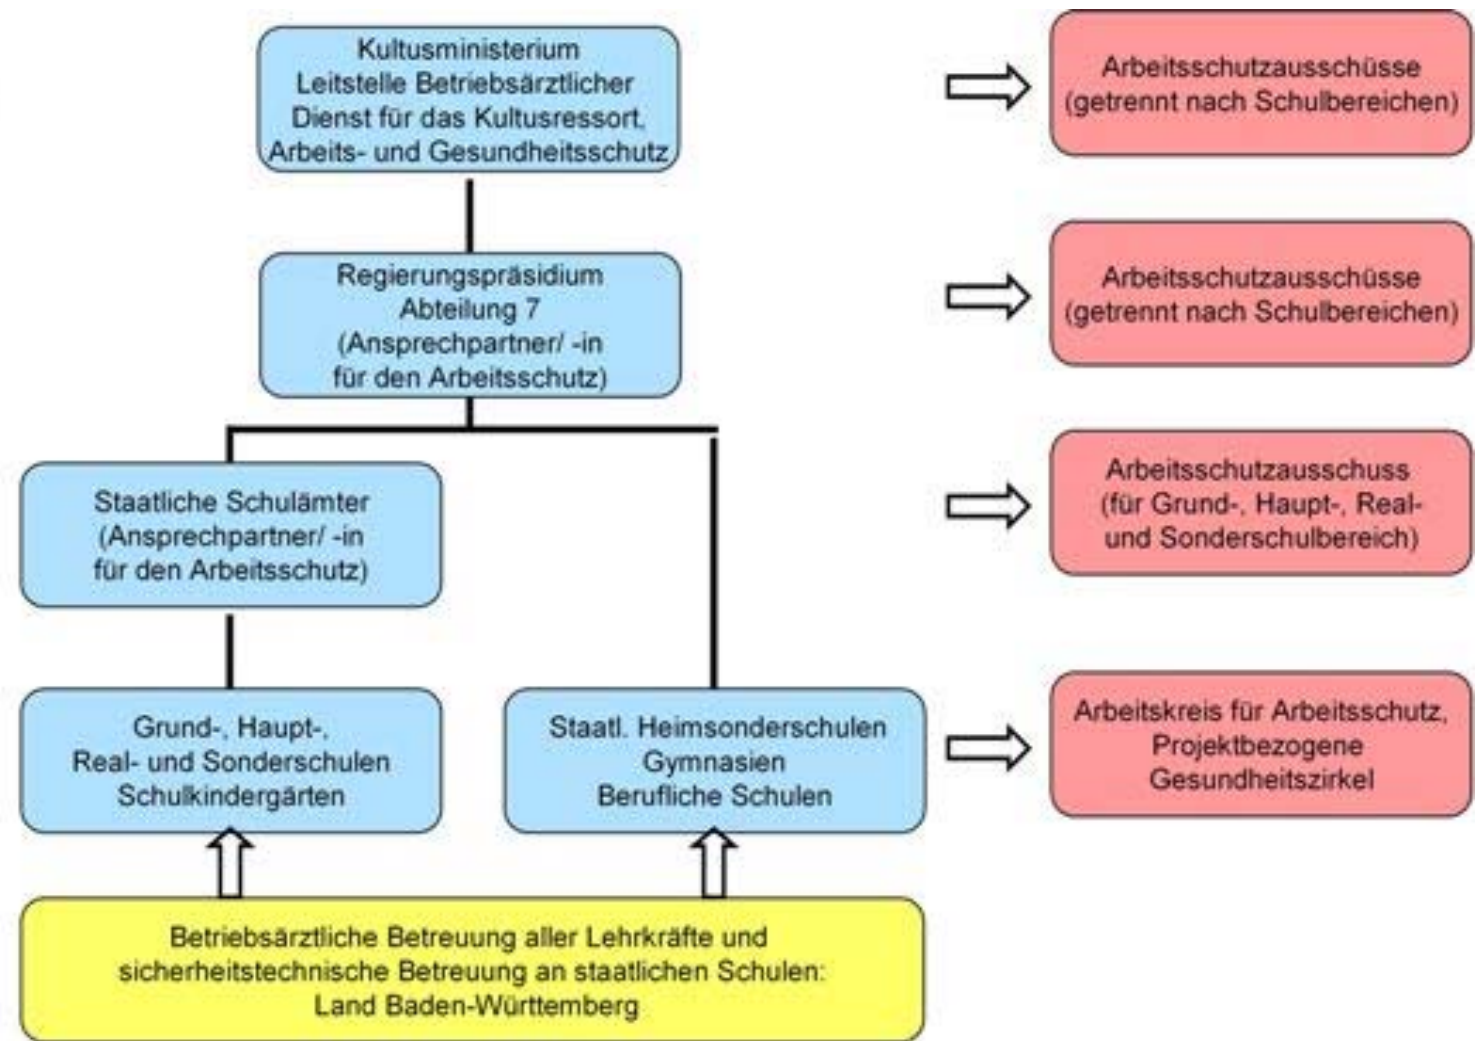 Kultusministerium
Leitstelle Betriebsärztlicher
Dienst für das Kultusressort,
Arbeits- und Gesundheitsschutz
Arbeitsschutzausschüsse
(getrennt nach Schulbereichen)
Regierungspräsidium
Abteilung 7
(Ansprechpartner/ -in
für den Arbeitsschutz)
Arbeitsschutzausschüsse
(getrennt nach Schulbereichen)
Staatliche Schulämter
(Ansprechpartner/ -in
für den Arbeitsschutz)
Arbeitsschutzausschuss
(für Grund-, Haupt-, Real-
und Sonderschulbereich)
Grund-, Haupt-,
Real- und Sonderschulen
Schulkindergärten
Staatl. Heimsonderschulen
Gymnasien
Berufliche Schulen
Arbeitskreis für Arbeitsschutz,
Projektbezogene
Gesundheitszirkel
Betriebsärztliche Betreuung aller Lehrkräfte und
sicherheitstechnische Betreuung an staatlichen Schulen:
Land Baden-Württemberg